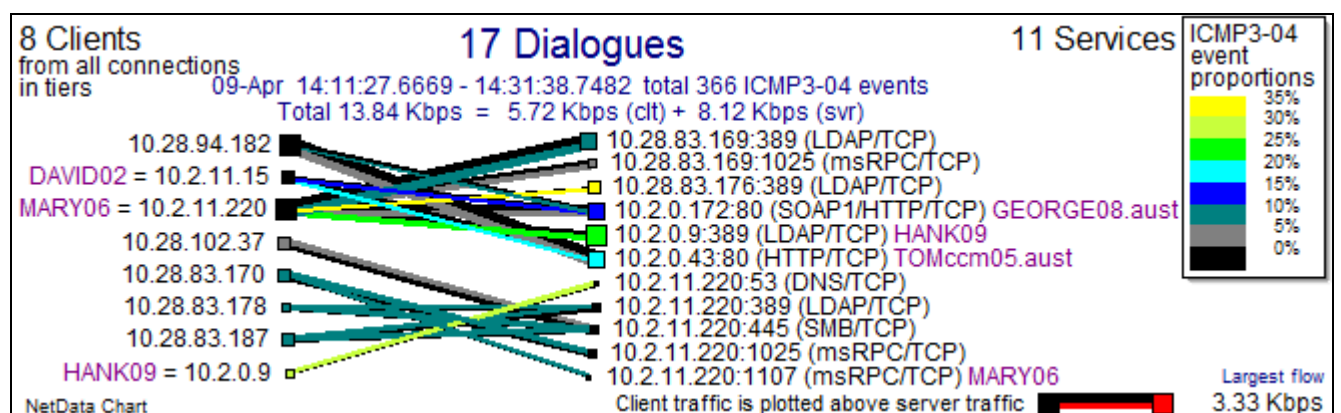 8 Clients
from all connections
in tiers
17 Dialogues
11 Services
09-Apr 14:11:27.6669 - 14:31:38.7482 total 366 ICMP3-04 events
Total 13.84 Kbps = 5.72 Kbps (clt) + 8.12 Kbps (svr)
ICMP3-04
event
proportions
35%
30%
25%
20%
15%
10%
5%
0%
10.28.94.182
DAVID02 = 10.2.11.15
MARY06 = 10.2.11.220
10.28.102.37
10.28.83.170
10.28.83.178
10.28.83.187
HANK09 = 10.2.0.9
10.28.83.169:389 (LDAP/TCP)
10.28.83.169:1025 (msRPC/TCP)
10.28.83.176:389 (LDAP/TCP)
10.2.0.172:80 (SOAP1/HTTP/TCP) GEORGE08.aust
10.2.0.9:389 (LDAP/TCP) HANK09
10.2.0.43:80 (HTTP/TCP) TOMccm05.aust
10.2.11.220:53 (DNS/TCP)
10.2.11.220:389 (LDAP/TCP)
10.2.11.220:445 (SMB/TCP)
10.2.11.220:1025 (msRPC/TCP)
10.2.11.220:1107 (msRPC/TCP) MARY06
NetData Chart
Client traffic is plotted above server traffic
Largest flow
3.33 Kbps